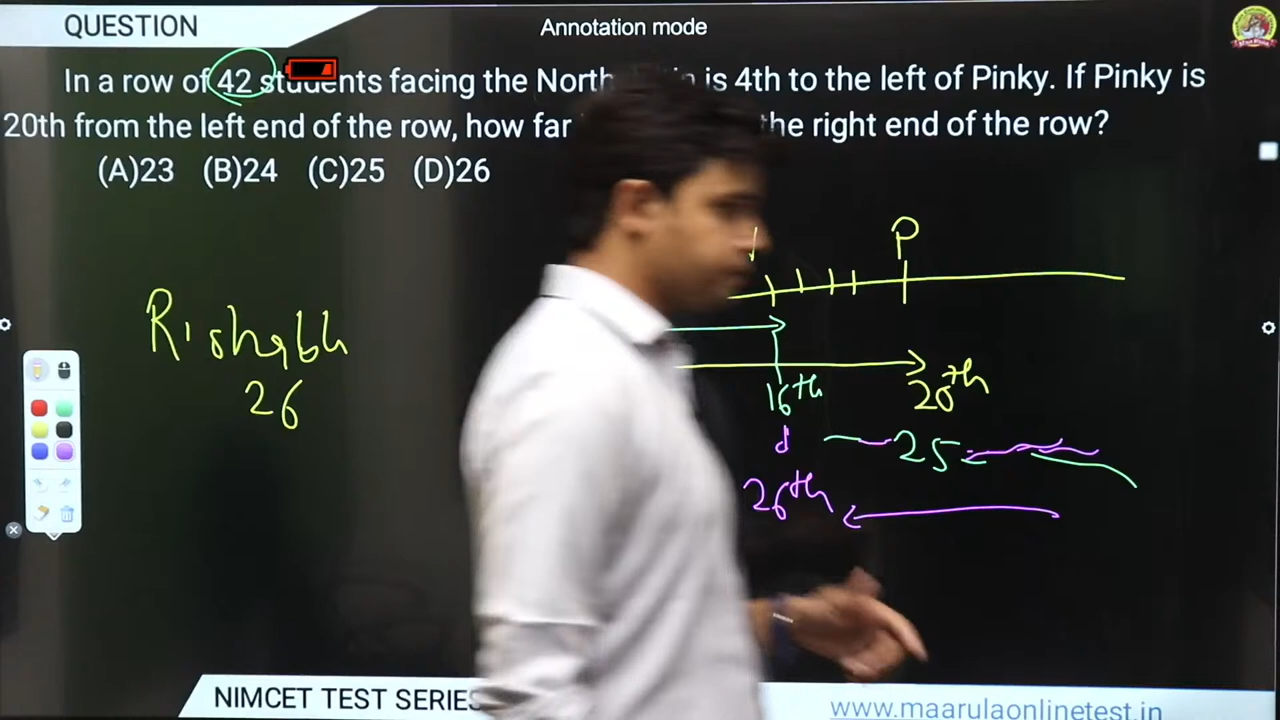 QUESTION
Annotation mode
In a row of 42 students facing the North is 4th to the left of Pinky. If Pinky is
20th from the left end of the row, how far the right end of the row?
(A)23 (B)24 (C)25 (D)26
P
Rishabh
26
16th
20th
25
26th
NIMCET TEST SERIES
www.maarulaonlinetest.in